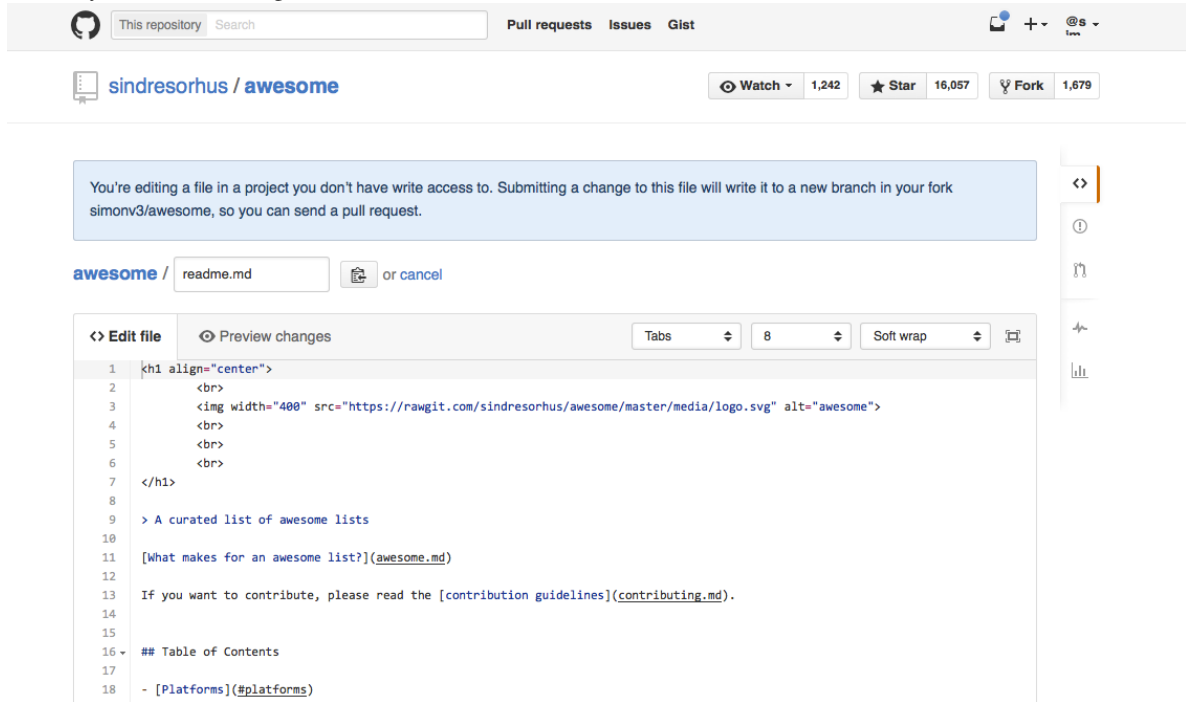 This repository Search Pull requests Issues Gist @s
sindresorhus / awesome Watch 1,242 Star 16,057 Fork 1,679
You're editing a file in a project you don't have write access to. Submitting a change to this file will write it to a new branch in your fork
simonv3/awesome, so you can send a pull request.
awesome / readme.md or cancel
<> Edit file Preview changes Tabs 8 Soft wrap
1 <h1 align="center">
2 <br>
3 <img width="400" src="https://rawgit.com/sindresorhus/awesome/master/media/logo.svg" alt="awesome">
4 <br>
5 <br>
6 <br>
7 </h1>
8
9 > A curated list of awesome lists
10
11 [What makes for an awesome list?](awesome.md)
12
13 If you want to contribute, please read the [contribution guidelines](contributing.md).
14
15
16 ## Table of Contents
17
18 - [Platforms](#platforms)